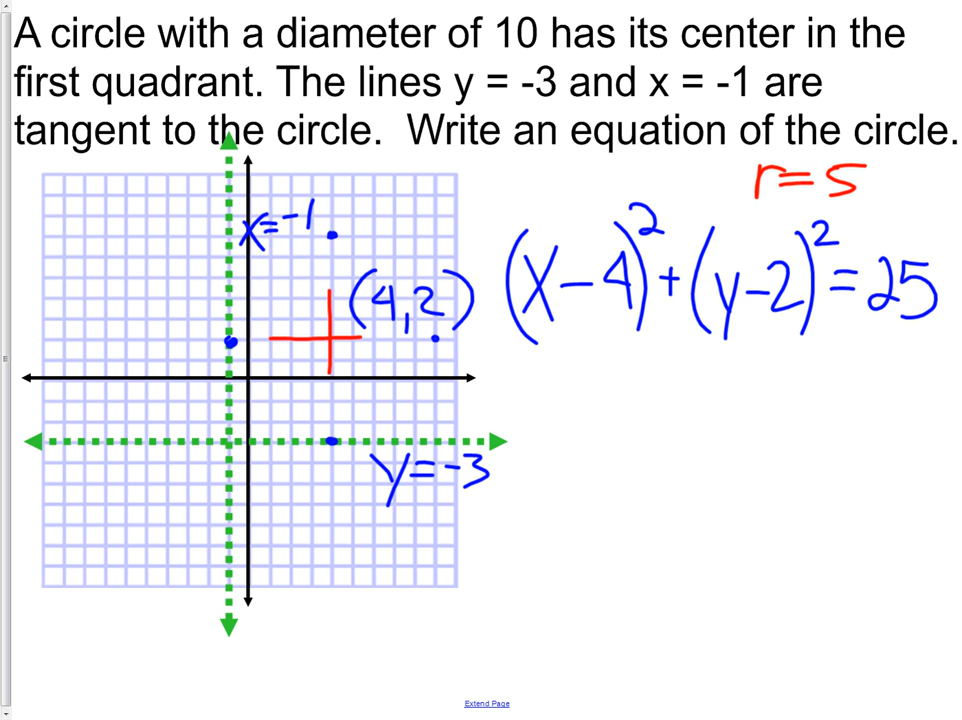 A circle with a diameter of 10 has its center in the
first quadrant. The lines y = -3 and x = -1 are
tangent to the circle.  Write an equation of the circle.
r = 5
x = -1
(4,2)
(x-4)² + (y-2)² = 25
y = -3
Extend Page